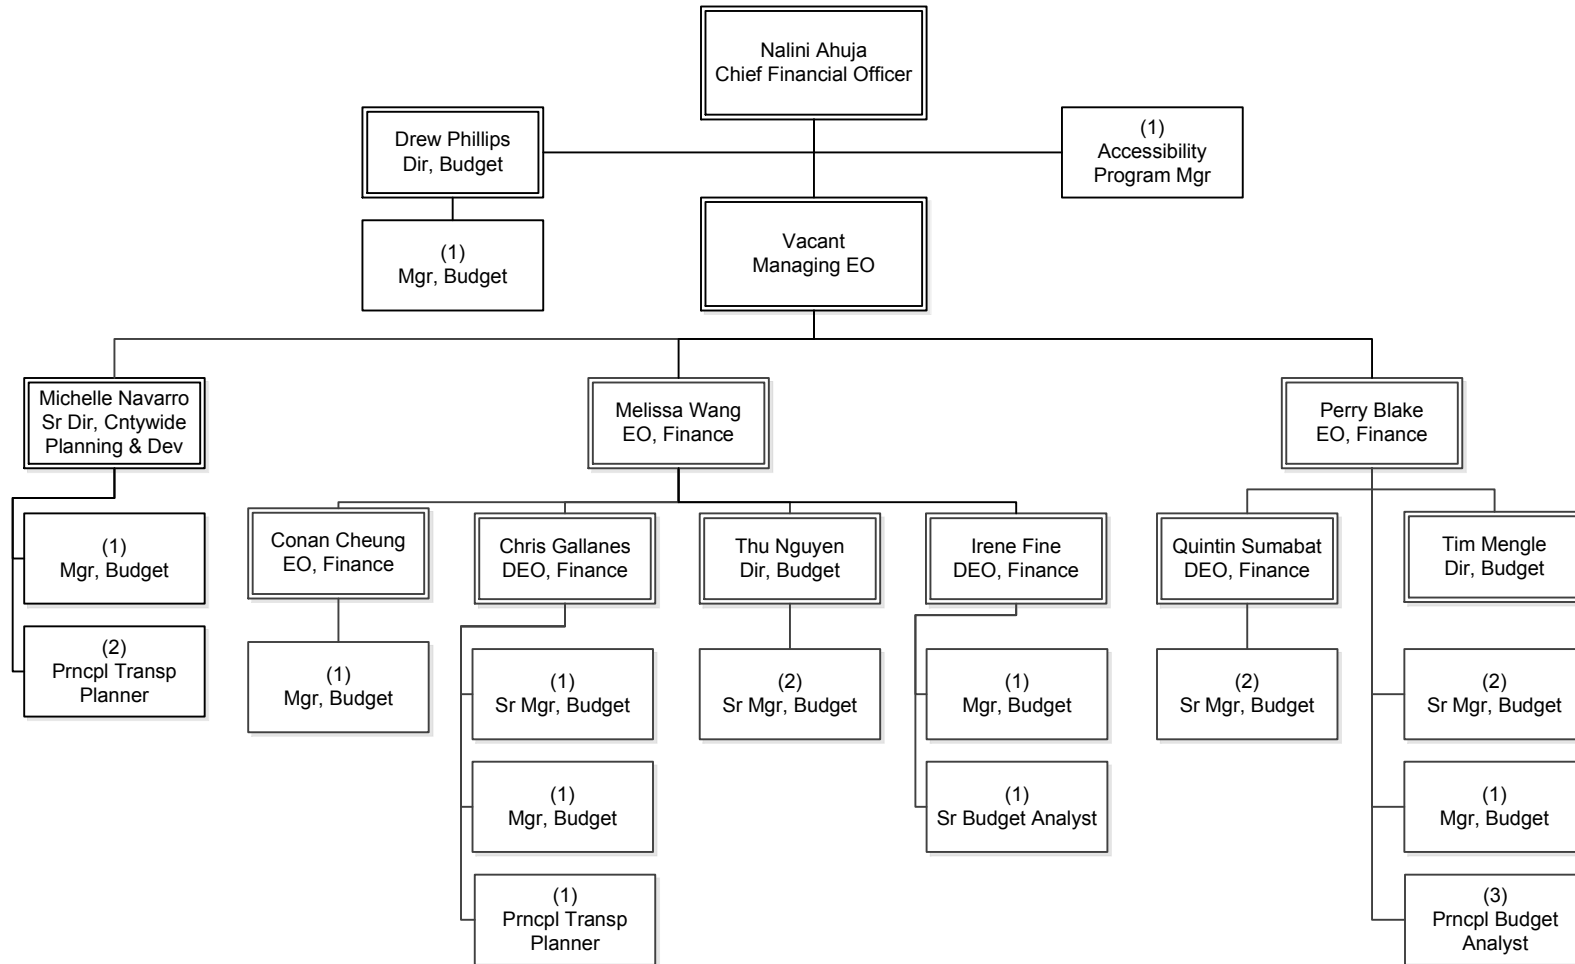 Nalini Ahuja
Chief Financial Officer
Drew Phillips
Dir, Budget
(1)
Accessibility
Program Mgr
(1)
Mgr, Budget
Vacant
Managing EO
Michelle Navarro
Sr Dir, Cntywide
Planning & Dev
Melissa Wang
EO, Finance
Perry Blake
EO, Finance
(1)
Mgr, Budget
(2)
Prncpl Transp
Planner
Conan Cheung
EO, Finance
(1)
Mgr, Budget
Chris Gallanes
DEO, Finance
(1)
Sr Mgr, Budget
(1)
Mgr, Budget
(1)
Prncpl Transp
Planner
Thu Nguyen
Dir, Budget
(2)
Sr Mgr, Budget
Irene Fine
DEO, Finance
(1)
Mgr, Budget
(1)
Sr Budget Analyst
Quintin Sumabat
DEO, Finance
(2)
Sr Mgr, Budget
Tim Mengle
Dir, Budget
(2)
Sr Mgr, Budget
(1)
Mgr, Budget
(3)
Prncpl Budget
Analyst